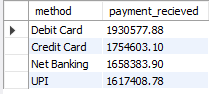 method payment_recieved
Debit Card 1930577.88
Credit Card 1754603.10
Net Banking 1658383.90
UPI 1617408.78